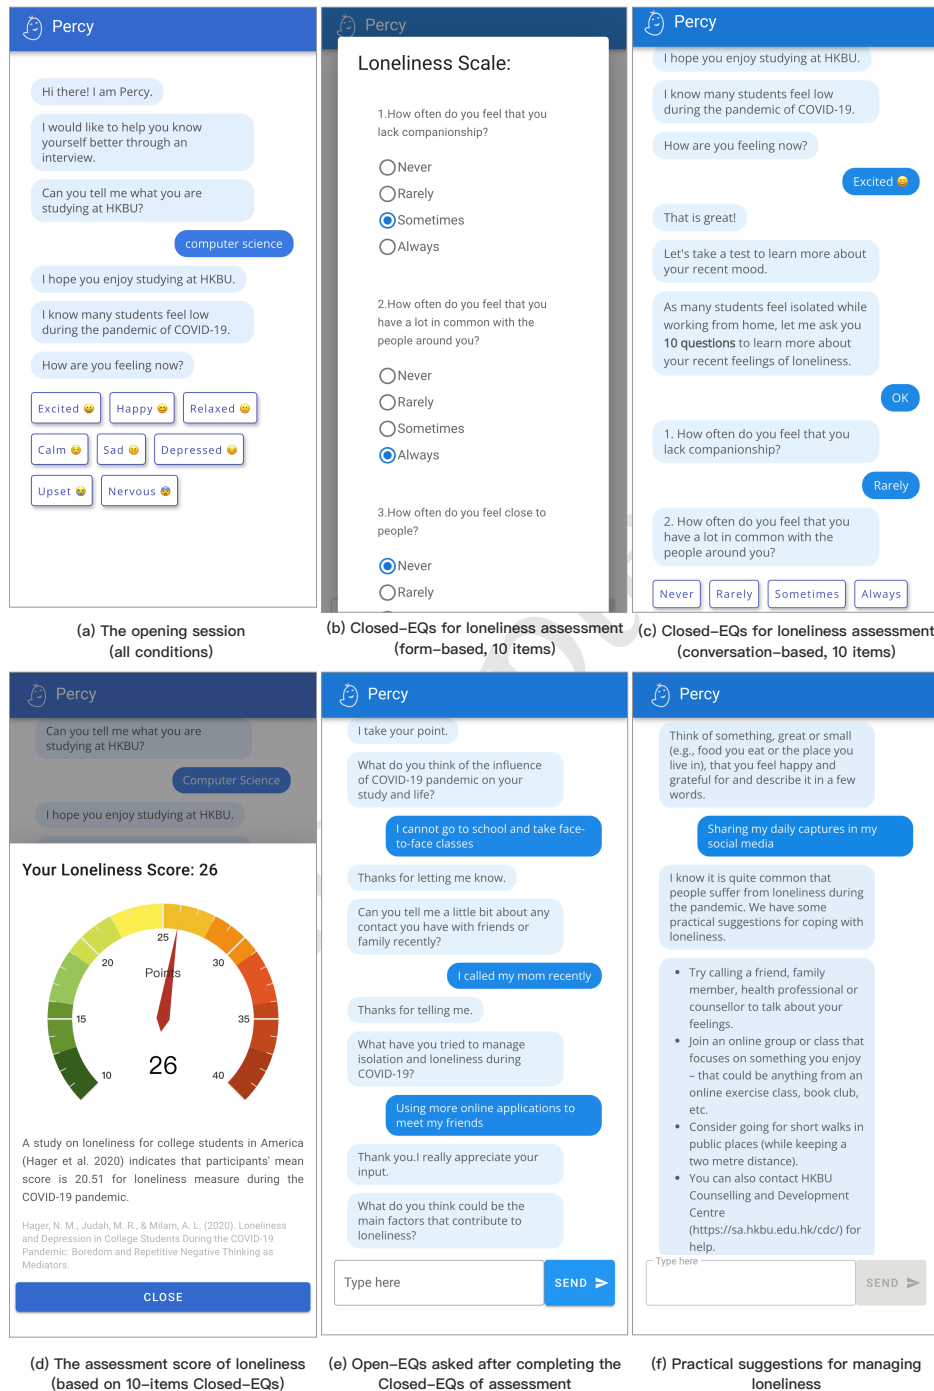 Percy
Hi there! I am Percy.
I would like to help you know
yourself better through an
interview.
Can you tell me what you are
studying at HKBU?
computer science
I hope you enjoy studying at HKBU.
I know many students feel low
during the pandemic of COVID-19.
How are you feeling now?
Excited
Happy
Relaxed
Calm
Sad
Depressed
Upset
Nervous
(a) The opening session
(all conditions)
Percy
Loneliness Scale:
1.How often do you feel that you
lack companionship?
Never
Rarely
Sometimes
Always
2.How often do you feel that you
have a lot in common with the
people around you?
Never
Rarely
Sometimes
Always
3.How often do you feel close to
people?
Never
Rarely
(b) Closed-EQs for loneliness assessment
(form-based, 10 items)
Percy
I hope you enjoy studying at HKBU.
I know many students feel low
during the pandemic of COVID-19.
How are you feeling now?
Excited
That is great!
Let's take a test to learn more about
your recent mood.
As many students feel isolated while
working from home, let me ask you
10 questions to learn more about
your recent feelings of loneliness.
OK
1. How often do you feel that you
lack companionship?
Rarely
2. How often do you feel that you
have a lot in common with the
people around you?
Never
Rarely
Sometimes
Always
(c) Closed-EQs for loneliness assessment
(conversation-based, 10 items)
Percy
Can you tell me what you are
studying at HKBU?
Computer Science
I hope you enjoy studying at HKBU.
Your Loneliness Score: 26
10
15
20
25
30
35
40
Points
26
A study on loneliness for college students in America
(Hager et al. 2020) indicates that participants' mean
score is 20.51 for loneliness measure during the
COVID-19 pandemic.
Hager, N. M., Judah, M. R., & Milam, A. L. (2020). Loneliness
and Depression in College Students During the COVID-19
Pandemic: Boredom and Repetitive Negative Thinking as
Mediators.
CLOSE
(d) The assessment score of loneliness
(based on 10-items Closed-EQs)
Percy
I take your point.
What do you think of the influence
of COVID-19 pandemic on your
study and life?
I cannot go to school and take face-
to-face classes
Thanks for letting me know.
Can you tell me a little bit about any
contact you have with friends or
family recently?
I called my mom recently
Thanks for telling me.
What have you tried to manage
isolation and loneliness during
COVID-19?
Using more online applications to
meet my friends
Thank you.I really appreciate your
input.
What do you think could be the
main factors that contribute to
loneliness?
Type here
SEND
(e) Open-EQs asked after completing the
Closed-EQs of assessment
Percy
Think of something, great or small
(e.g., food you eat or the place you
live in), that you feel happy and
grateful for and describe it in a few
words.
Sharing my daily captures in my
social media
I know it is quite common that
people suffer from loneliness during
the pandemic. We have some
practical suggestions for coping with
loneliness.
• Try calling a friend, family
member, health professional or
counsellor to talk about your
feelings.
• Join an online group or class that
focuses on something you enjoy
– that could be anything from an
online exercise class, book club,
etc.
• Consider going for short walks in
public places (while keeping a
two metre distance).
• You can also contact HKBU
Counselling and Development
Centre
(https://sa.hkbu.edu.hk/cdc/) for
help.
Type here
SEND
(f) Practical suggestions for managing
loneliness